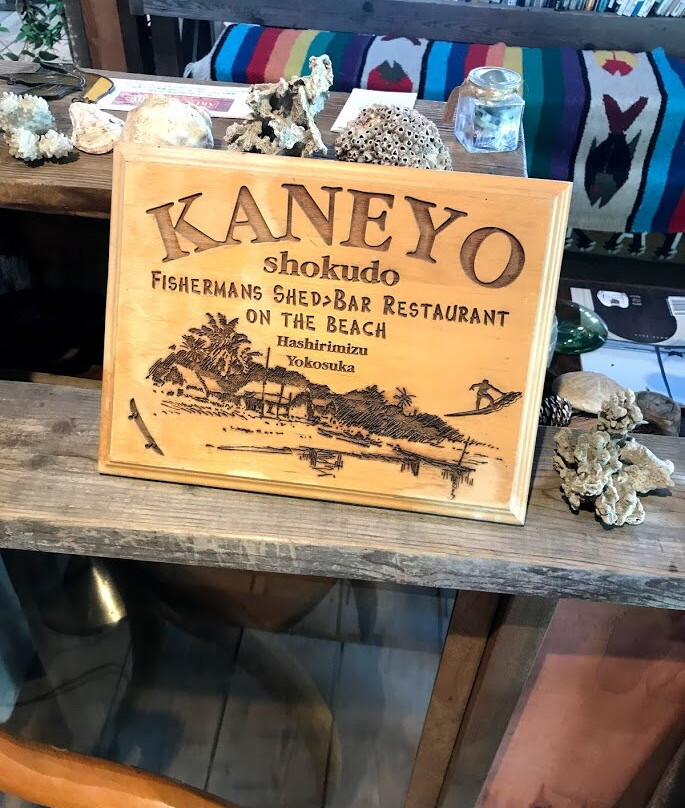 KANEYO
shokudo
FISHERMANS SHED>BAR RESTAURANT
ON THE BEACH
Hashirimizu
Yokosuka